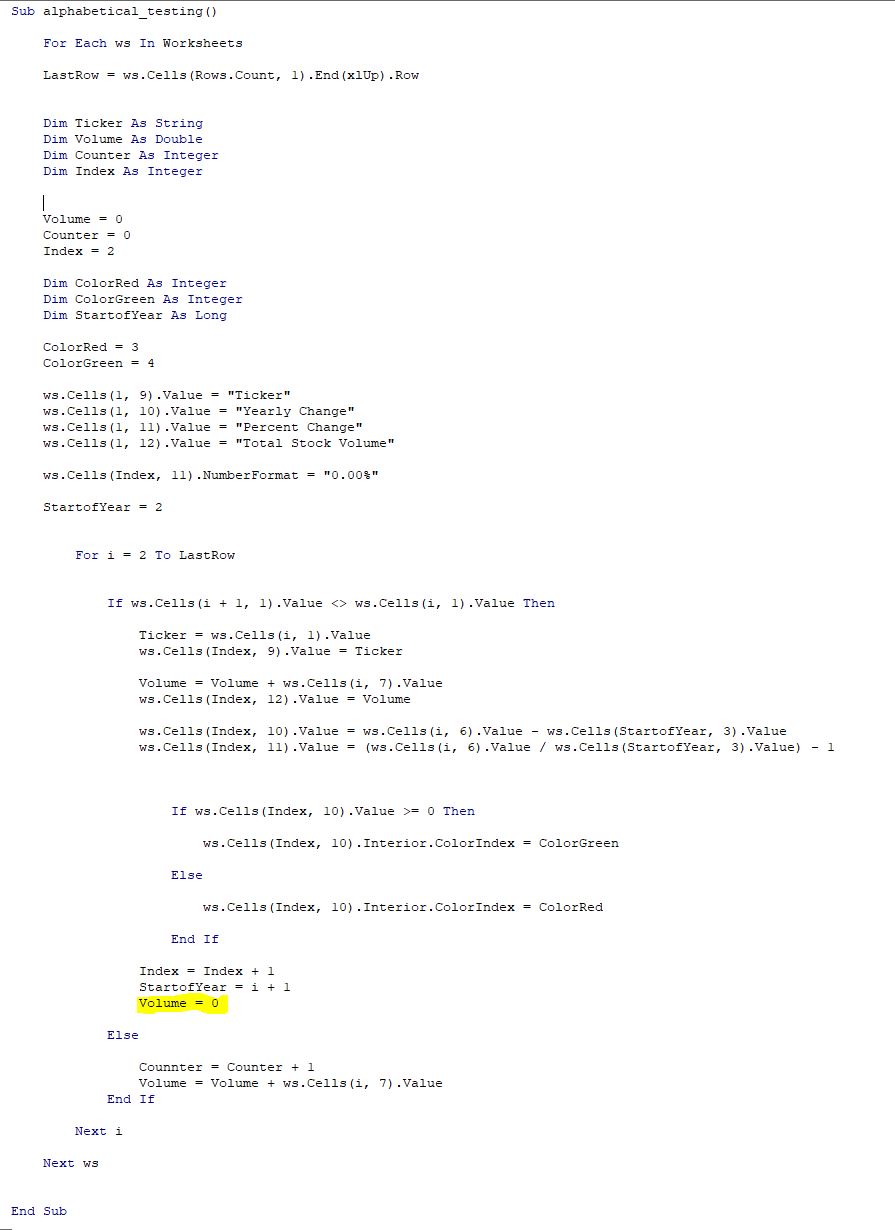 Sub alphabetical_testing()
For Each ws In Worksheets
LastRow = ws.Cells(Rows.Count, 1).End(xlUp).Row
Dim Ticker As String
Dim Volume As Double
Dim Counter As Integer
Dim Index As Integer
Volume = 0
Counter = 0
Index = 2
Dim ColorRed As Integer
Dim ColorGreen As Integer
Dim StartofYear As Long
ColorRed = 3
ColorGreen = 4
ws.Cells(1, 9).Value = "Ticker"
ws.Cells(1, 10).Value = "Yearly Change"
ws.Cells(1, 11).Value = "Percent Change"
ws.Cells(1, 12).Value = "Total Stock Volume"
ws.Cells(Index, 11).NumberFormat = "0.00%"
StartofYear = 2
For i = 2 To LastRow
If ws.Cells(i + 1, 1).Value <> ws.Cells(i, 1).Value Then
Ticker = ws.Cells(i, 1).Value
ws.Cells(Index, 9).Value = Ticker
Volume = Volume + ws.Cells(i, 7).Value
ws.Cells(Index, 12).Value = Volume
ws.Cells(Index, 10).Value = ws.Cells(i, 6).Value - ws.Cells(StartofYear, 3).Value
ws.Cells(Index, 11).Value = (ws.Cells(i, 6).Value / ws.Cells(StartofYear, 3).Value) - 1
If ws.Cells(Index, 10).Value >= 0 Then
ws.Cells(Index, 10).Interior.ColorIndex = ColorGreen
Else
ws.Cells(Index, 10).Interior.ColorIndex = ColorRed
End If
Index = Index + 1
StartofYear = i + 1
Volume = 0
Else
Counnter = Counter + 1
Volume = Volume + ws.Cells(i, 7).Value
End If
Next i
Next ws
End Sub